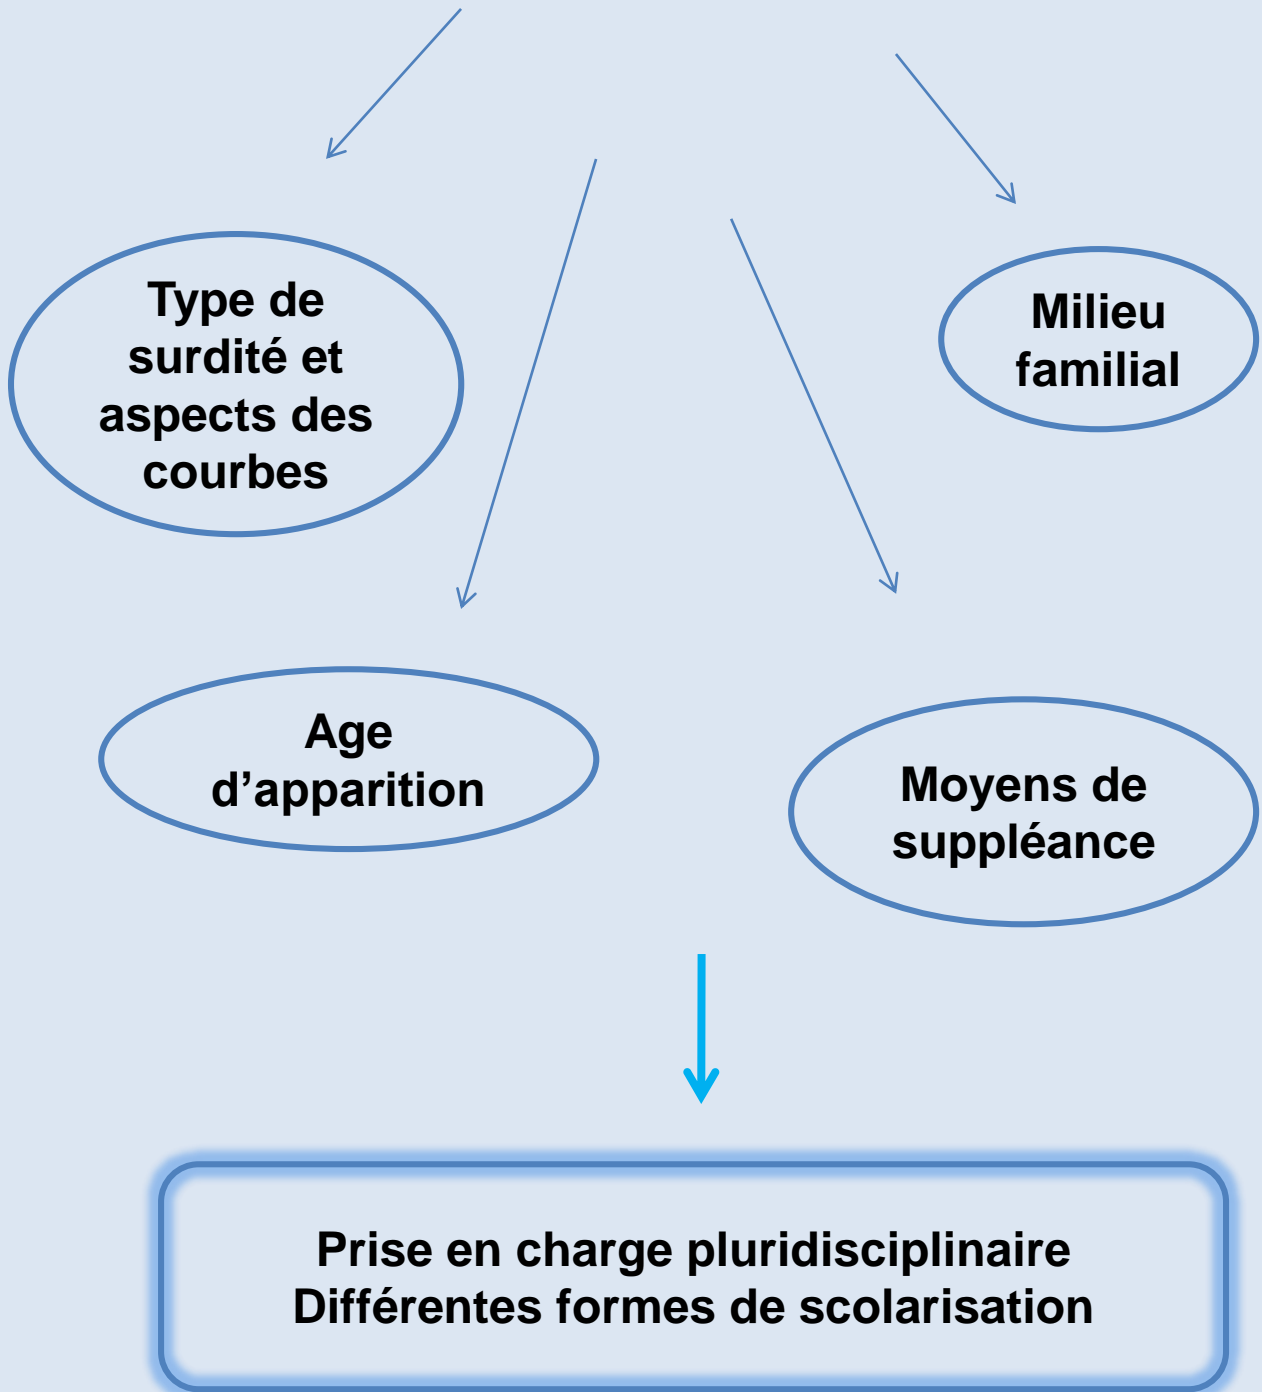 Type de
surdité et
aspects des
courbes
Milieu
familial
Age
d’apparition
Moyens de
suppléance
Prise en charge pluridisciplinaire
Différentes formes de scolarisation